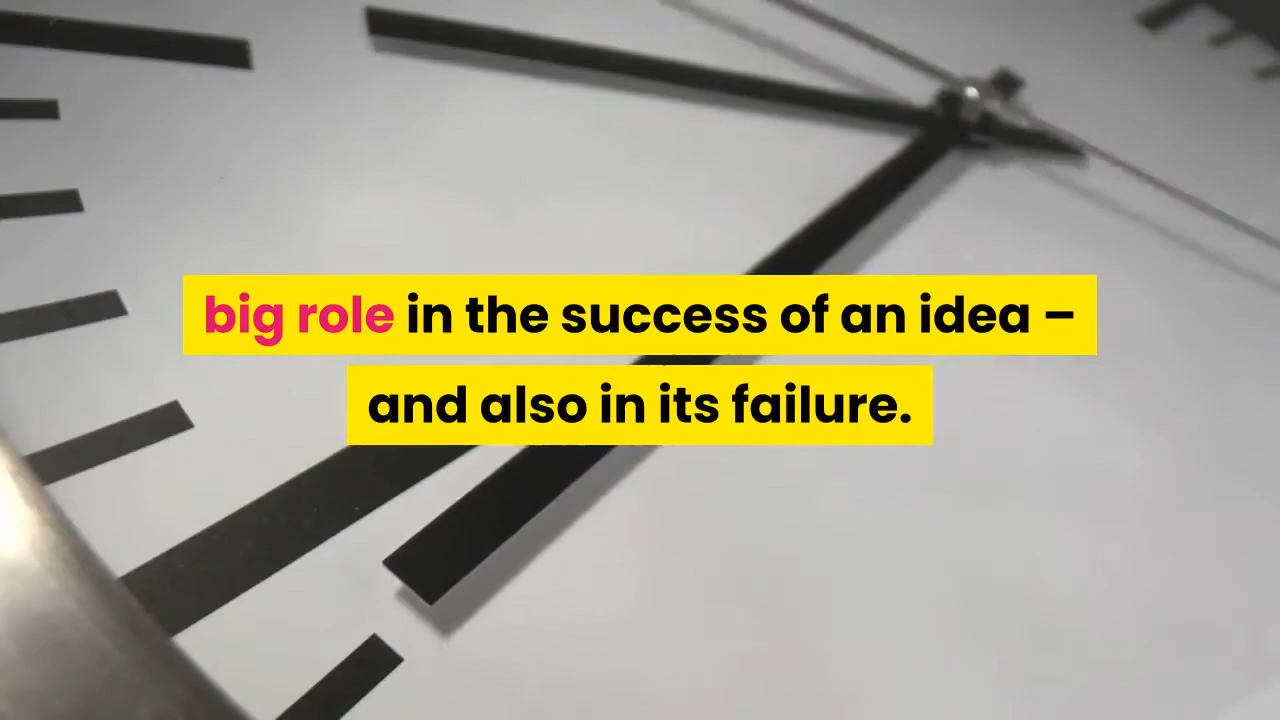 big role in the success of an idea –
and also in its failure.